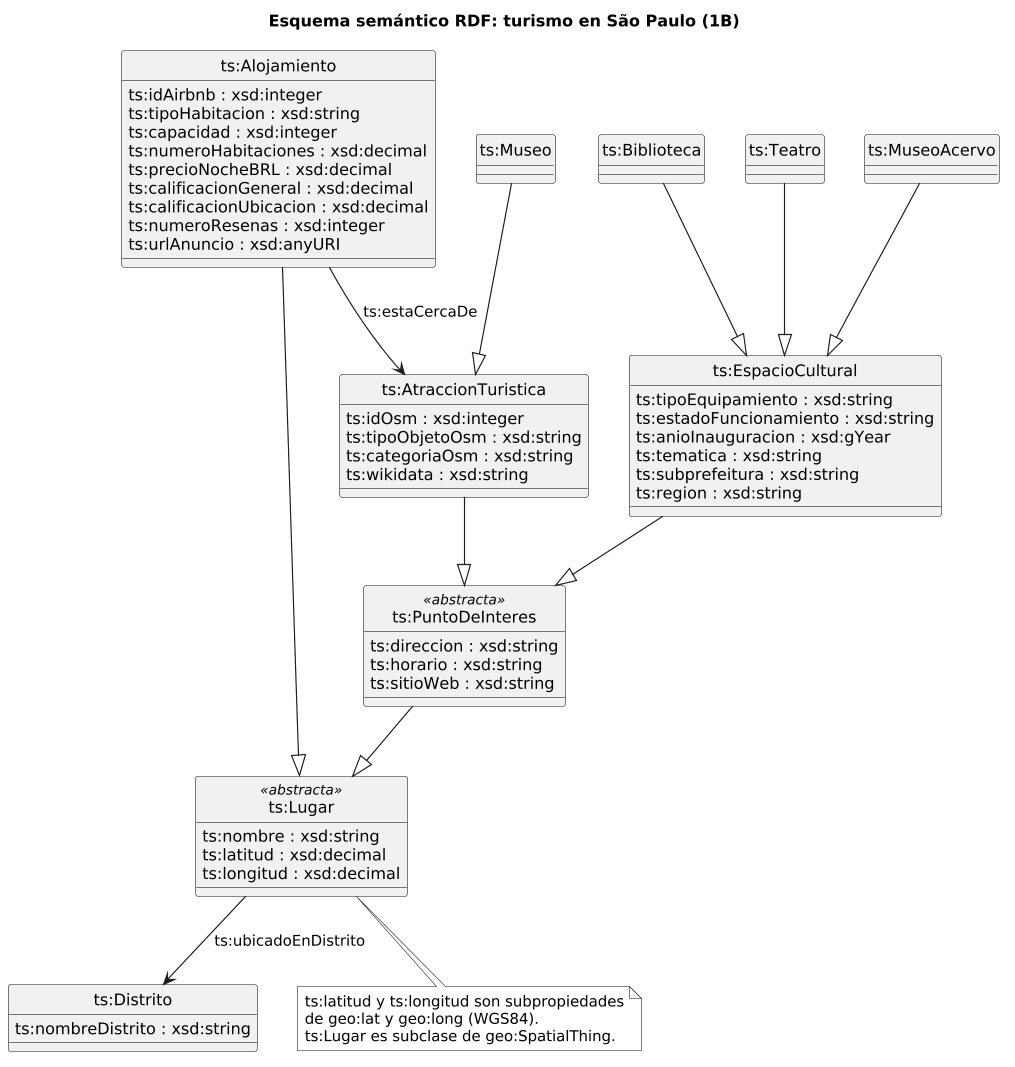 Esquema semántico RDF: turismo en São Paulo (1B)
ts:Alojamiento
ts:idAirbnb : xsd:integer
ts:tipoHabitacion : xsd:string
ts:capacidad : xsd:integer
ts:numeroHabitaciones : xsd:decimal
ts:precioNocheBRL : xsd:decimal
ts:calificacionGeneral : xsd:decimal
ts:calificacionUbicacion : xsd:decimal
ts:numeroResenas : xsd:integer
ts:urlAnuncio : xsd:anyURI
ts:Museo
ts:Biblioteca
ts:Teatro
ts:MuseoAcervo
ts:estaCercaDe
ts:AtraccionTuristica
ts:idOsm : xsd:integer
ts:tipoObjetoOsm : xsd:string
ts:categoriaOsm : xsd:string
ts:wikidata : xsd:string
ts:EspacioCultural
ts:tipoEquipamiento : xsd:string
ts:estadoFuncionamiento : xsd:string
ts:anioInauguracion : xsd:gYear
ts:tematica : xsd:string
ts:subprefeitura : xsd:string
ts:region : xsd:string
«abstracta»
ts:PuntoDeInteres
ts:direccion : xsd:string
ts:horario : xsd:string
ts:sitioWeb : xsd:string
«abstracta»
ts:Lugar
ts:nombre : xsd:string
ts:latitud : xsd:decimal
ts:longitud : xsd:decimal
ts:ubicadoEnDistrito
ts:Distrito
ts:nombreDistrito : xsd:string
ts:latitud y ts:longitud son subpropiedades
de geo:lat y geo:long (WGS84).
ts:Lugar es subclase de geo:SpatialThing.